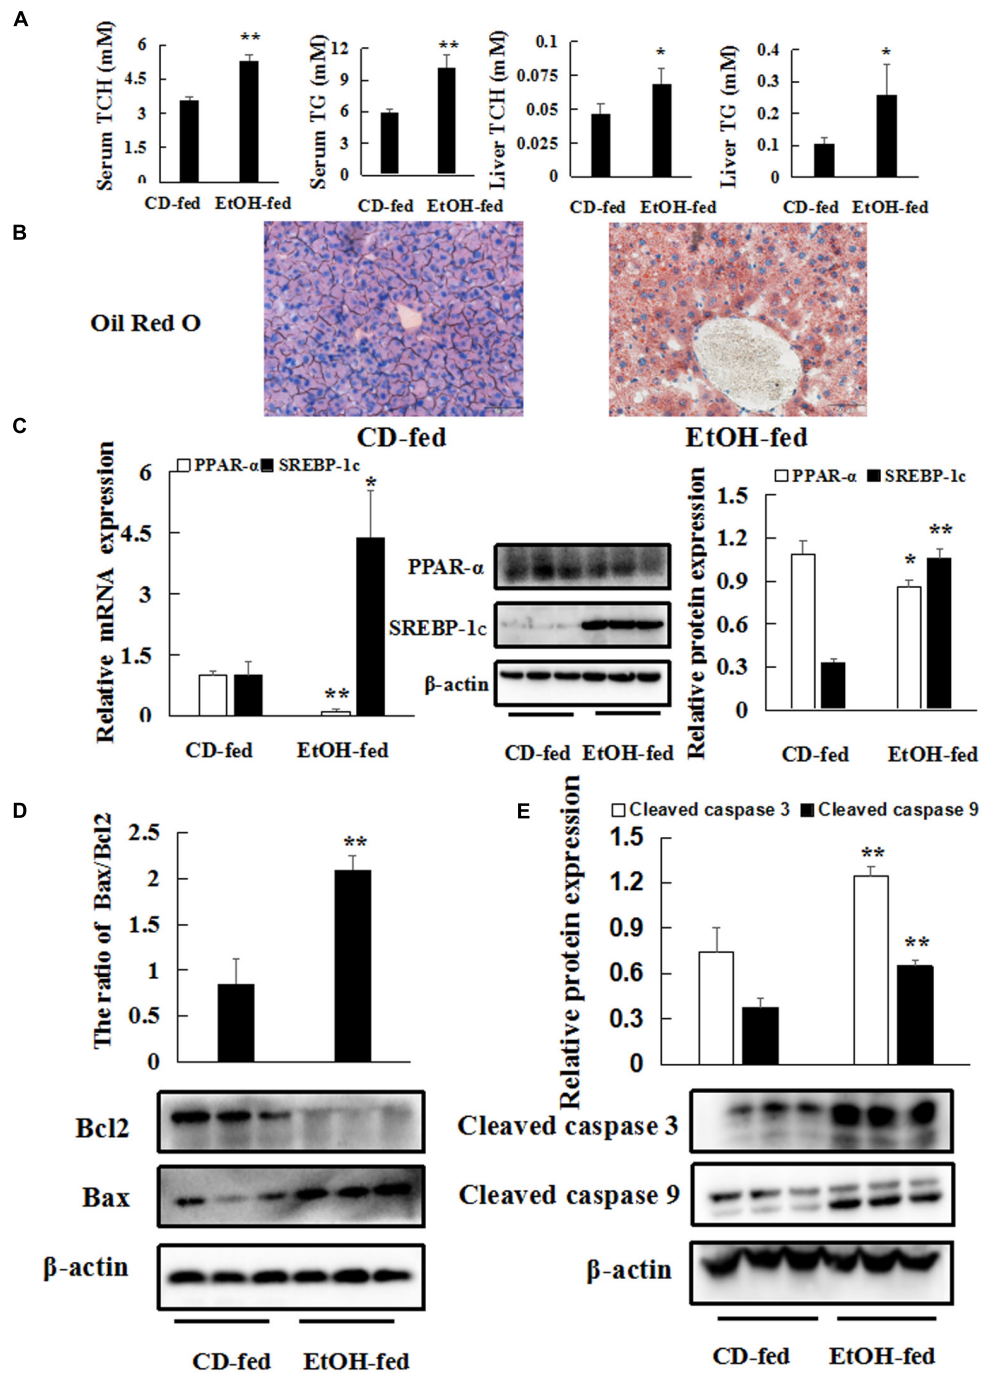 A
Serum TCH (mM)
6
4.5
3
1.5
0
**
CD-fed EtOH-fed
Serum TG (mM)
12
9
6
3
0
**
CD-fed EtOH-fed
Liver TCH (mM)
0.1
0.075
0.05
0.025
0
*
CD-fed EtOH-fed
Liver TG (mM)
0.4
0.3
0.2
0.1
0
*
CD-fed EtOH-fed
B
Oil Red O
CD-fed
EtOH-fed
C
Relative mRNA expression
PPAR-α SREBP-1c
6
4.5
3
1.5
0
**
*
CD-fed EtOH-fed
PPAR-α
SREBP-1c
β-actin
CD-fed EtOH-fed
Relative protein expression
PPAR-α SREBP-1c
1.5
1.2
0.9
0.6
0.3
0
*
**
CD-fed EtOH-fed
D
The ratio of Bax/Bcl2
2.5
2
1.5
1
0.5
0
**
Bcl2
Bax
β-actin
CD-fed EtOH-fed
E
Relative protein expression
Cleaved caspase 3 Cleaved caspase 9
1.5
1.2
0.9
0.6
0.3
0
**
**
Cleaved caspase 3
Cleaved caspase 9
β-actin
CD-fed EtOH-fed